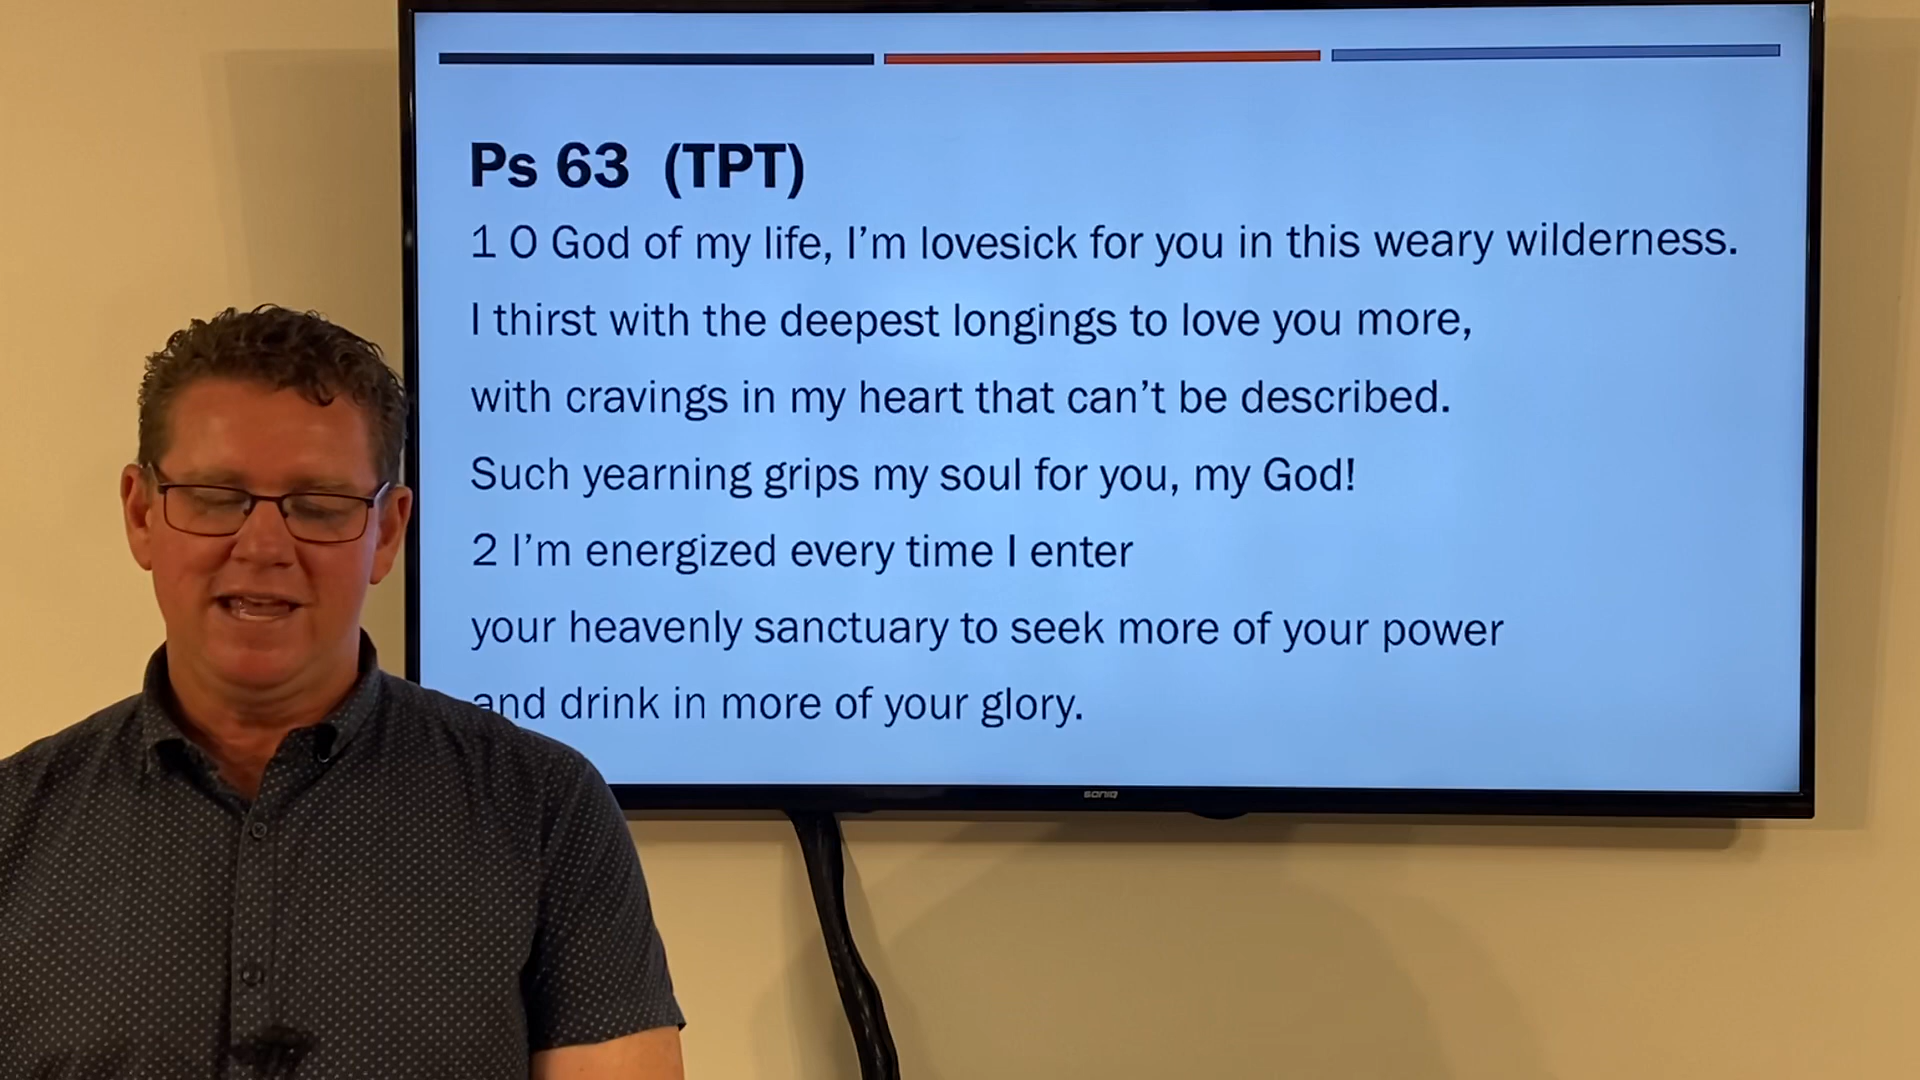 Ps 63 (TPT)
1 O God of my life, I’m lovesick for you in this weary wilderness.
I thirst with the deepest longings to love you more,
with cravings in my heart that can’t be described.
Such yearning grips my soul for you, my God!
2 I’m energized every time I enter
your heavenly sanctuary to seek more of your power
and drink in more of your glory.
soniq